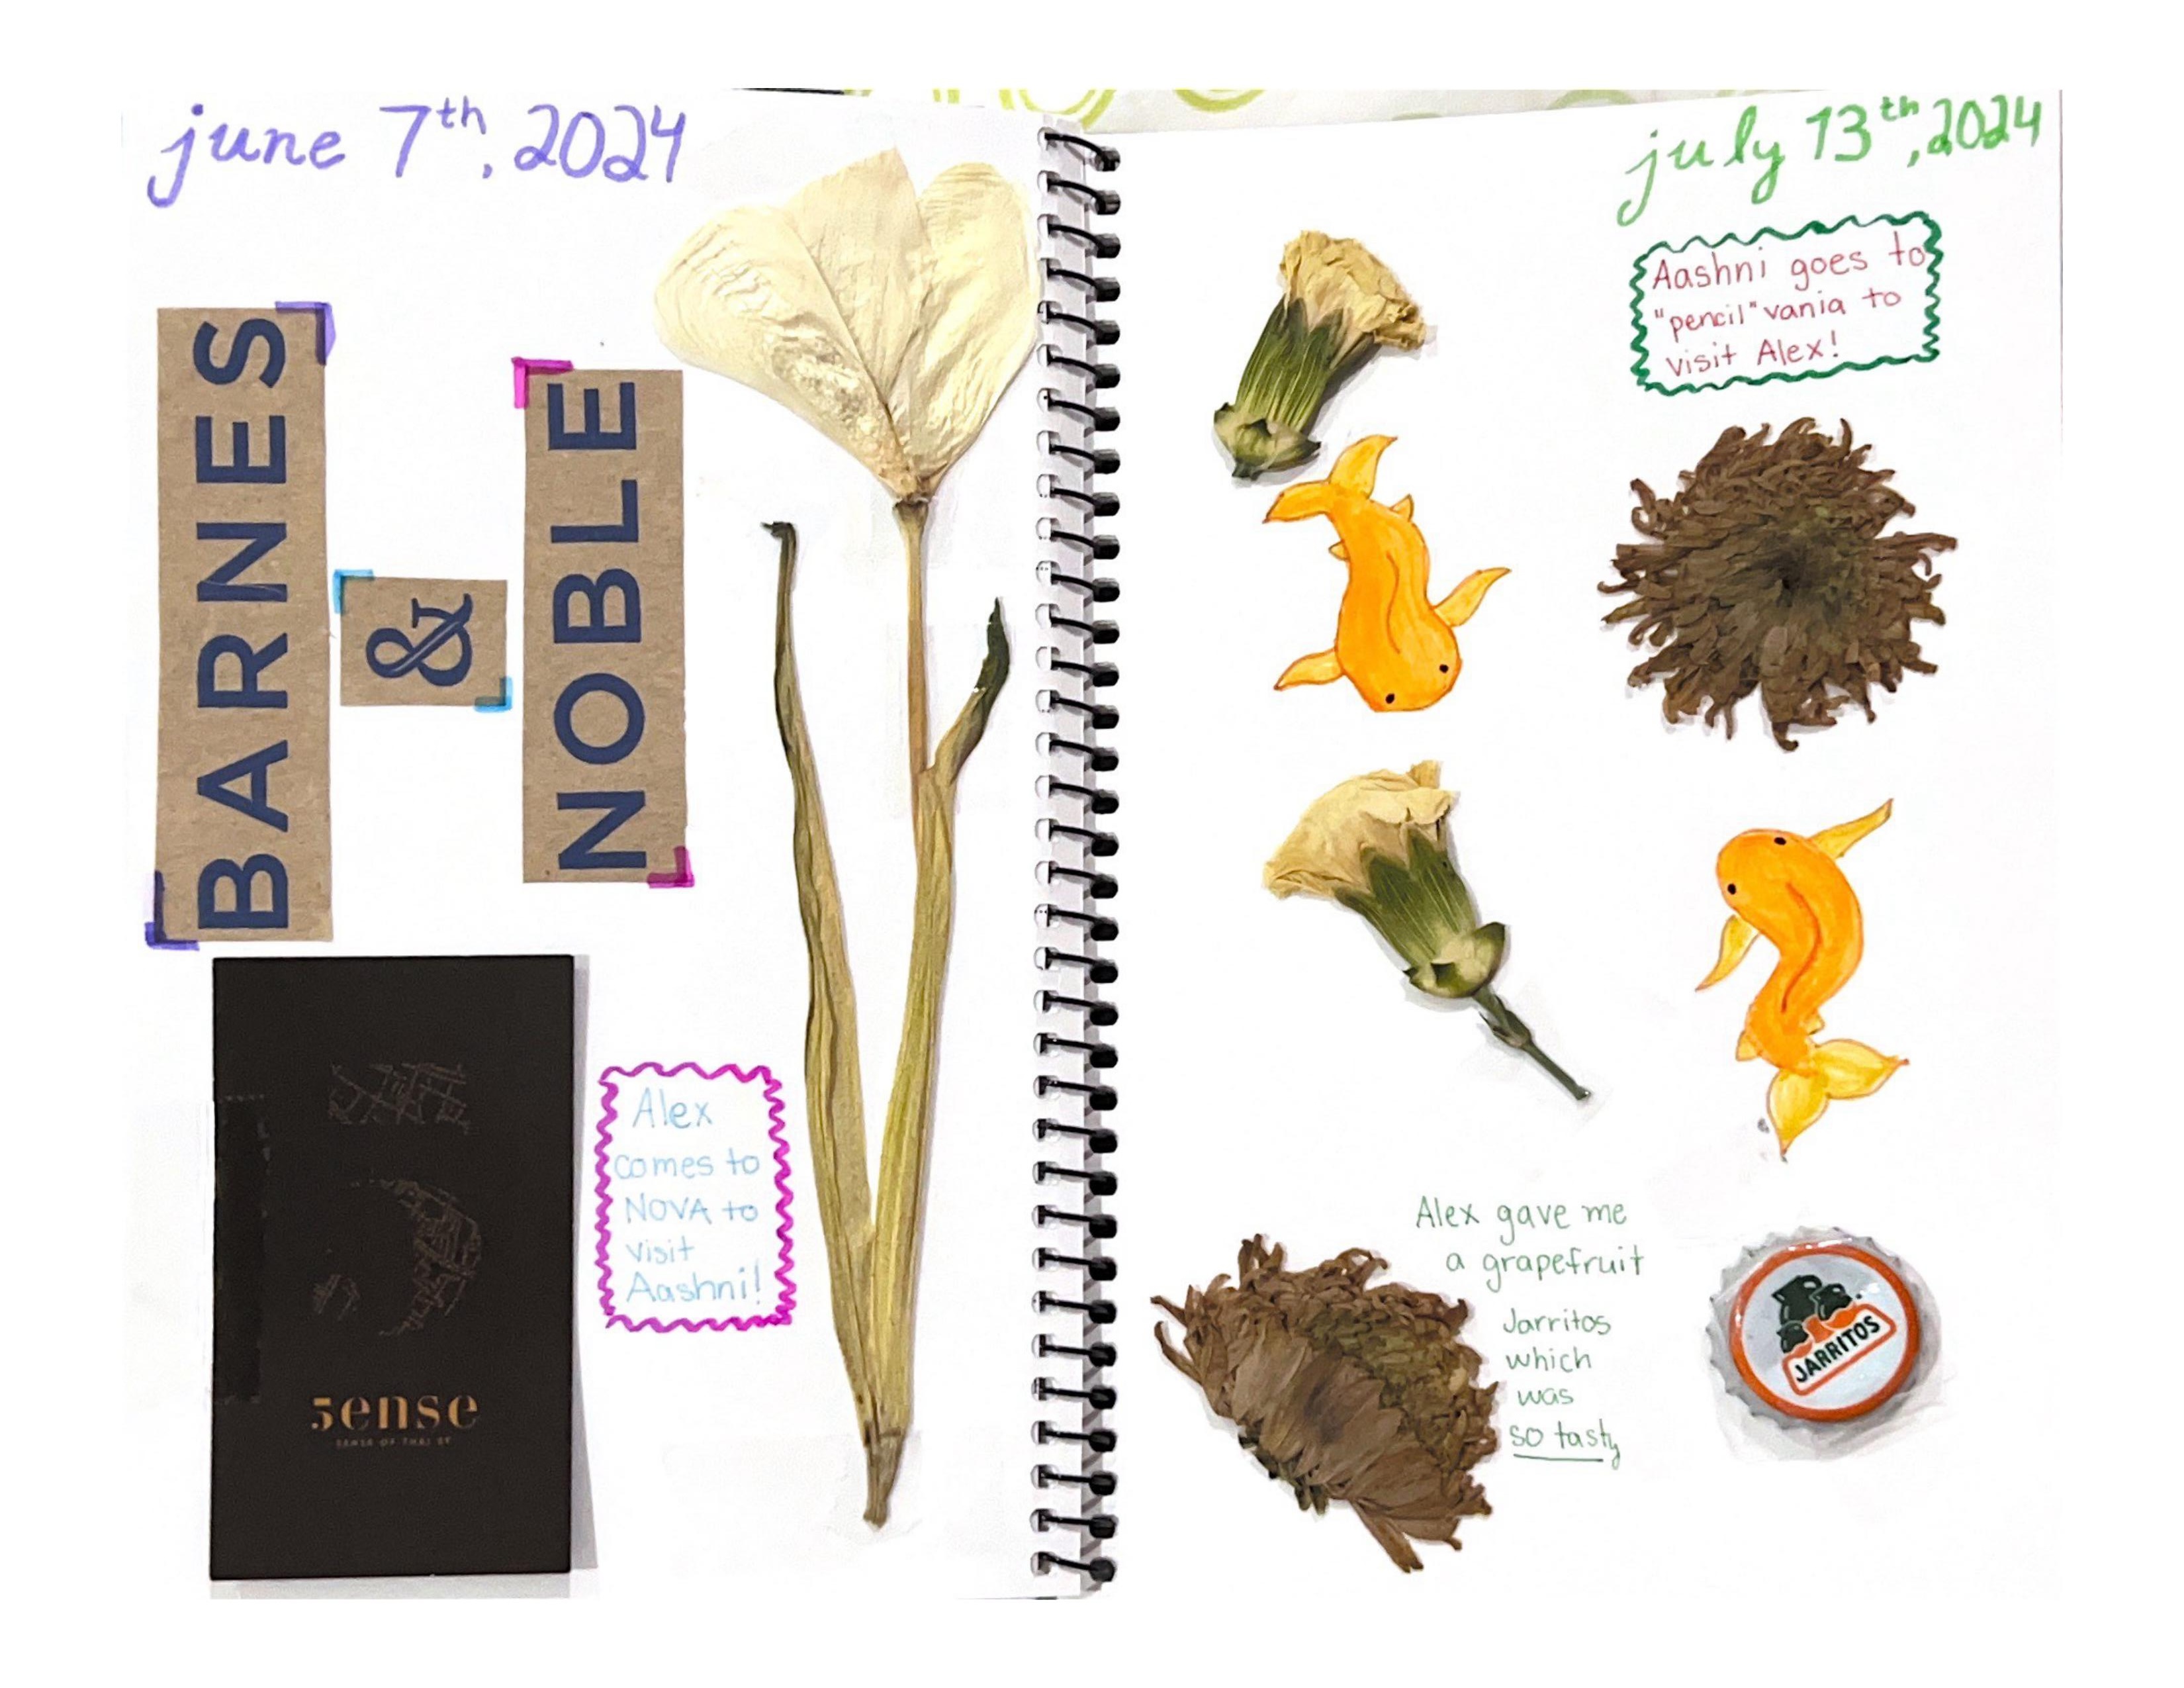 june 7th, 2024
BARNES
&
NOBLE
5ense
SENSE OF THAI BY
Alex
comes to
NOVA to
visit
Aashni!
july 13th, 2024
Aashni goes to
"pencil"vania to
visit Alex!
Alex gave me
a grapefruit
Jarritos
which
was
so tasty
JARRITOS